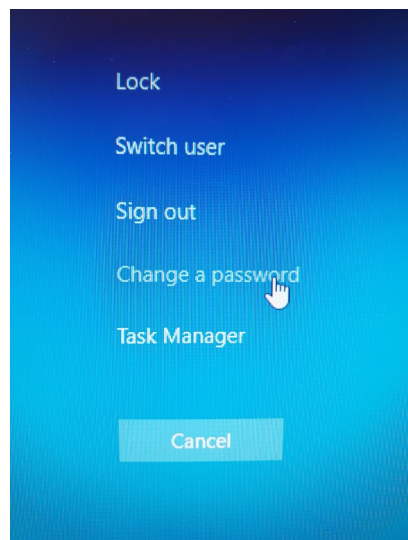 Lock
Switch user
Sign out
Change a password
Task Manager
Cancel